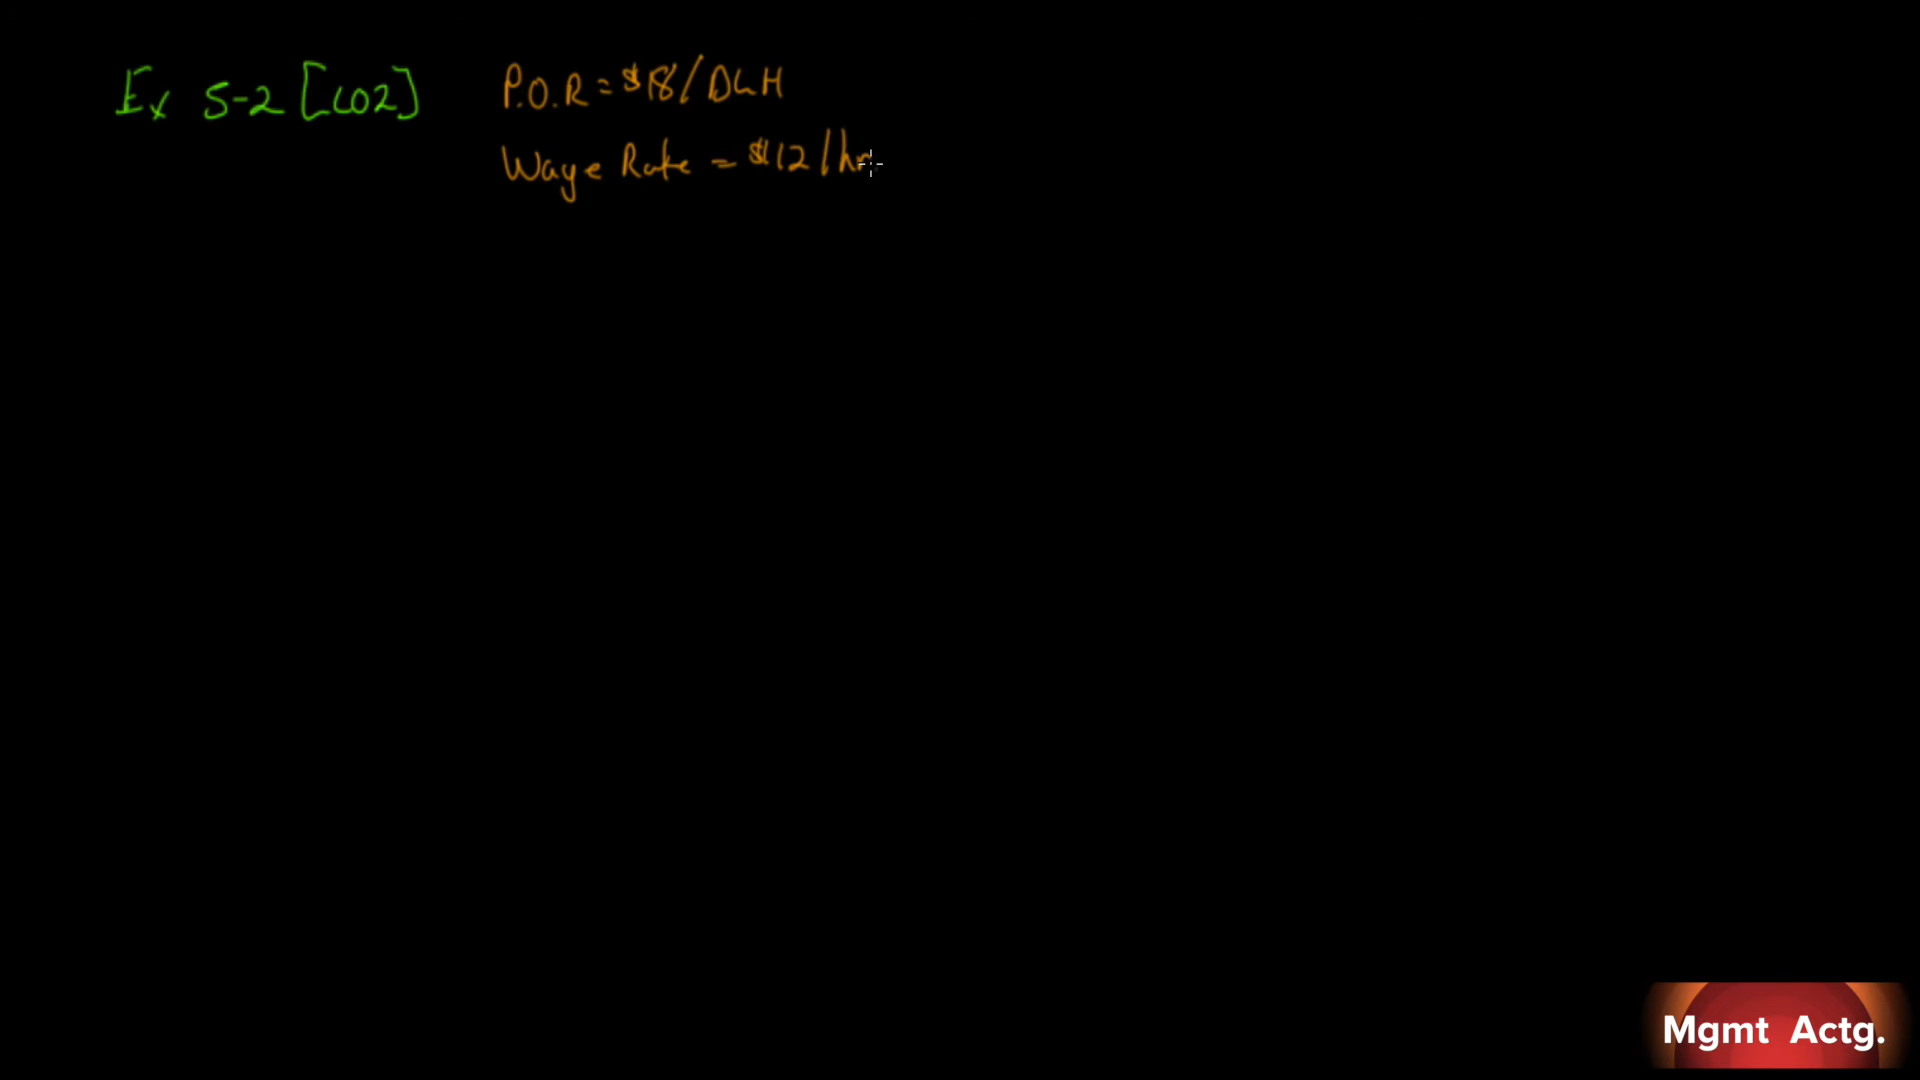 Ex 5-2 [LO2]
P.O.R = $18/DLH
Wage Rate = $12/hr
Mgmt Actg.